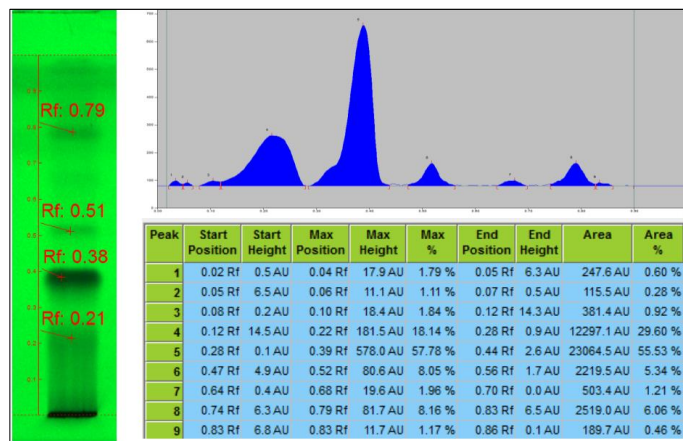 Rf: 0.79
Rf: 0.51
Rf: 0.38
Rf: 0.21
Peak Start Position Start Height Max Position Max Height Max % End Position End Height Area Area %
1 0.02 Rf 0.5 AU 0.04 Rf 17.9 AU 1.79 % 0.05 Rf 6.3 AU 247.6 AU 0.60 %
2 0.05 Rf 6.5 AU 0.06 Rf 11.1 AU 1.11 % 0.07 Rf 0.5 AU 115.5 AU 0.28 %
3 0.08 Rf 0.2 AU 0.10 Rf 18.4 AU 1.84 % 0.12 Rf 14.3 AU 381.4 AU 0.92 %
4 0.12 Rf 14.5 AU 0.22 Rf 181.5 AU 18.14 % 0.28 Rf 0.9 AU 12297.1 AU 29.60 %
5 0.28 Rf 0.1 AU 0.39 Rf 578.0 AU 57.78 % 0.44 Rf 2.6 AU 23064.5 AU 55.53 %
6 0.47 Rf 4.9 AU 0.52 Rf 80.6 AU 8.05 % 0.56 Rf 1.7 AU 2219.5 AU 5.34 %
7 0.64 Rf 0.4 AU 0.68 Rf 19.6 AU 1.96 % 0.70 Rf 0.0 AU 503.4 AU 1.21 %
8 0.74 Rf 6.3 AU 0.79 Rf 81.7 AU 8.16 % 0.83 Rf 6.5 AU 2519.0 AU 6.06 %
9 0.83 Rf 6.8 AU 0.83 Rf 11.7 AU 1.17 % 0.86 Rf 0.1 AU 189.7 AU 0.46 %